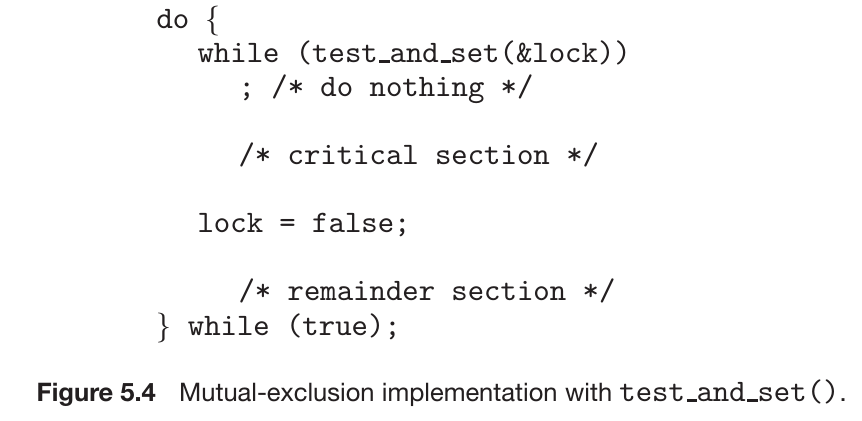 do {
while (test_and_set(&lock))
; /* do nothing */
/* critical section */
lock = false;
/* remainder section */
} while (true);
Figure 5.4 Mutual-exclusion implementation with test_and_set().